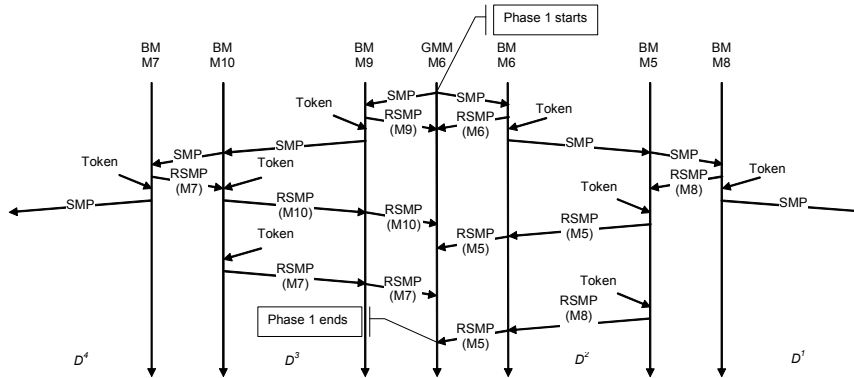 Phase 1 starts
BM
M7
BM
M10
BM
M9
GMM
M6
BM
M6
BM
M5
BM
M8
SMP
SMP
Token
RSMP
(M9)
RSMP
(M6)
Token
SMP
SMP
SMP
SMP
Token
RSMP
(M7)
Token
RSMP
(M8)
Token
Token
SMP
RSMP
(M10)
RSMP
(M10)
RSMP
(M5)
RSMP
(M5)
SMP
Token
RSMP
(M7)
RSMP
(M7)
Token
RSMP
(M8)
Phase 1 ends
RSMP
(M5)
D4
D3
D2
D1